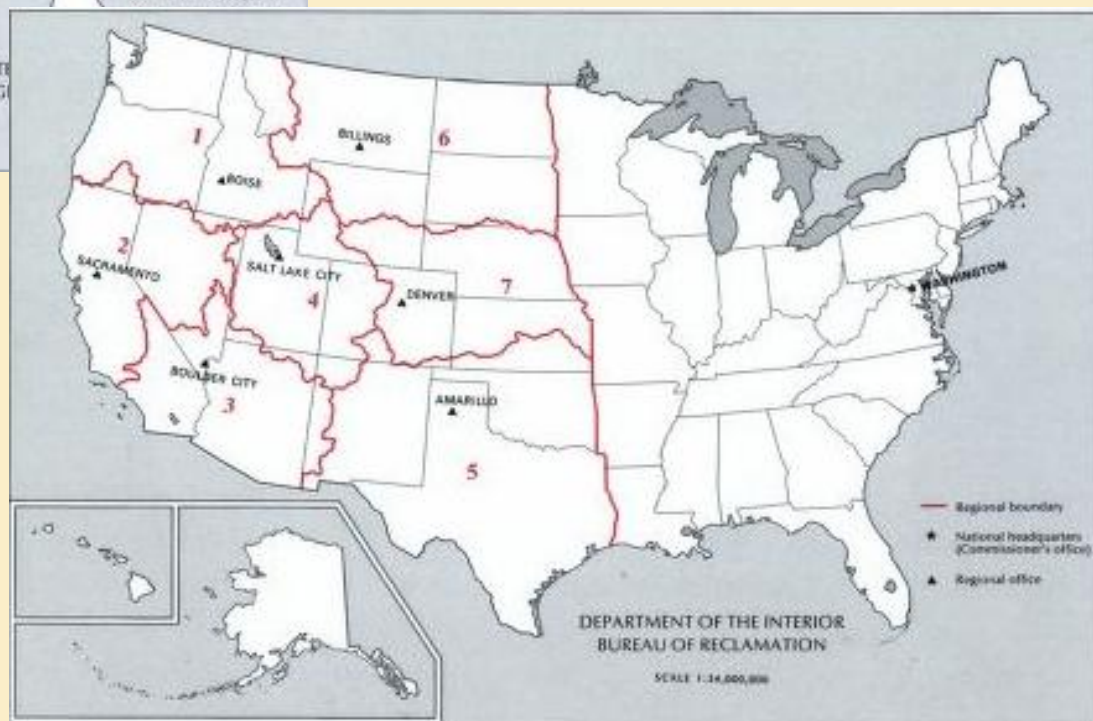 1
BOISE
BILLINGS
6
2
SACRAMENTO
SALT LAKE CITY
4
DENVER
7
WASHINGTON
BOULDER CITY
3
AMARILLO
5
Regional boundary
National headquarters
(Commissioner's office)
Regional office
DEPARTMENT OF THE INTERIOR
BUREAU OF RECLAMATION